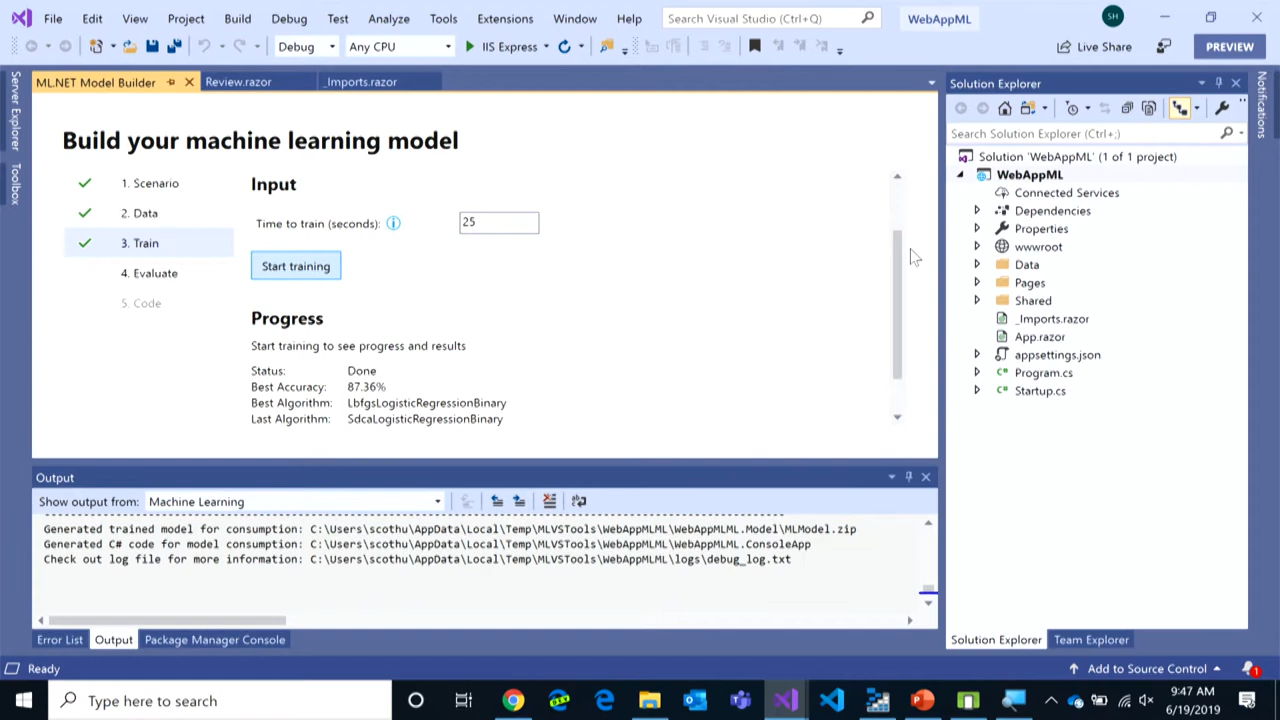 File Edit View Project Build Debug Test Analyze Tools Extensions Window Help Search Visual Studio (Ctrl+Q) WebAppML SH
Debug Any CPU IIS Express Live Share PREVIEW
Server Explorer
Toolbox
ML.NET Model Builder Review.razor _Imports.razor
Build your machine learning model
1. Scenario
2. Data
3. Train
4. Evaluate
5. Code
Input
Time to train (seconds): 25
Start training
Progress
Start training to see progress and results
Status: Done
Best Accuracy: 87.36%
Best Algorithm: LbfgsLogisticRegressionBinary
Last Algorithm: SdcaLogisticRegressionBinary
Output
Show output from: Machine Learning
Generated trained model for consumption: C:\Users\scothu\AppData\Local\Temp\MLVSTools\WebAppMLML\WebAppMLML.Model\MLModel.zip
Generated C# code for model consumption: C:\Users\scothu\AppData\Local\Temp\MLVSTools\WebAppMLML\WebAppMLML.ConsoleApp
Check out log file for more information: C:\Users\scothu\AppData\Local\Temp\MLVSTools\WebAppMLML\logs\debug_log.txt
Error List Output Package Manager Console
Solution Explorer
Search Solution Explorer (Ctrl+;)
Solution 'WebAppML' (1 of 1 project)
WebAppML
Connected Services
Dependencies
Properties
wwwroot
Data
Pages
Shared
_Imports.razor
App.razor
appsettings.json
C# Program.cs
C# Startup.cs
Solution Explorer Team Explorer
Notifications
Ready Add to Source Control 1
Type here to search
9:47 AM
6/19/2019